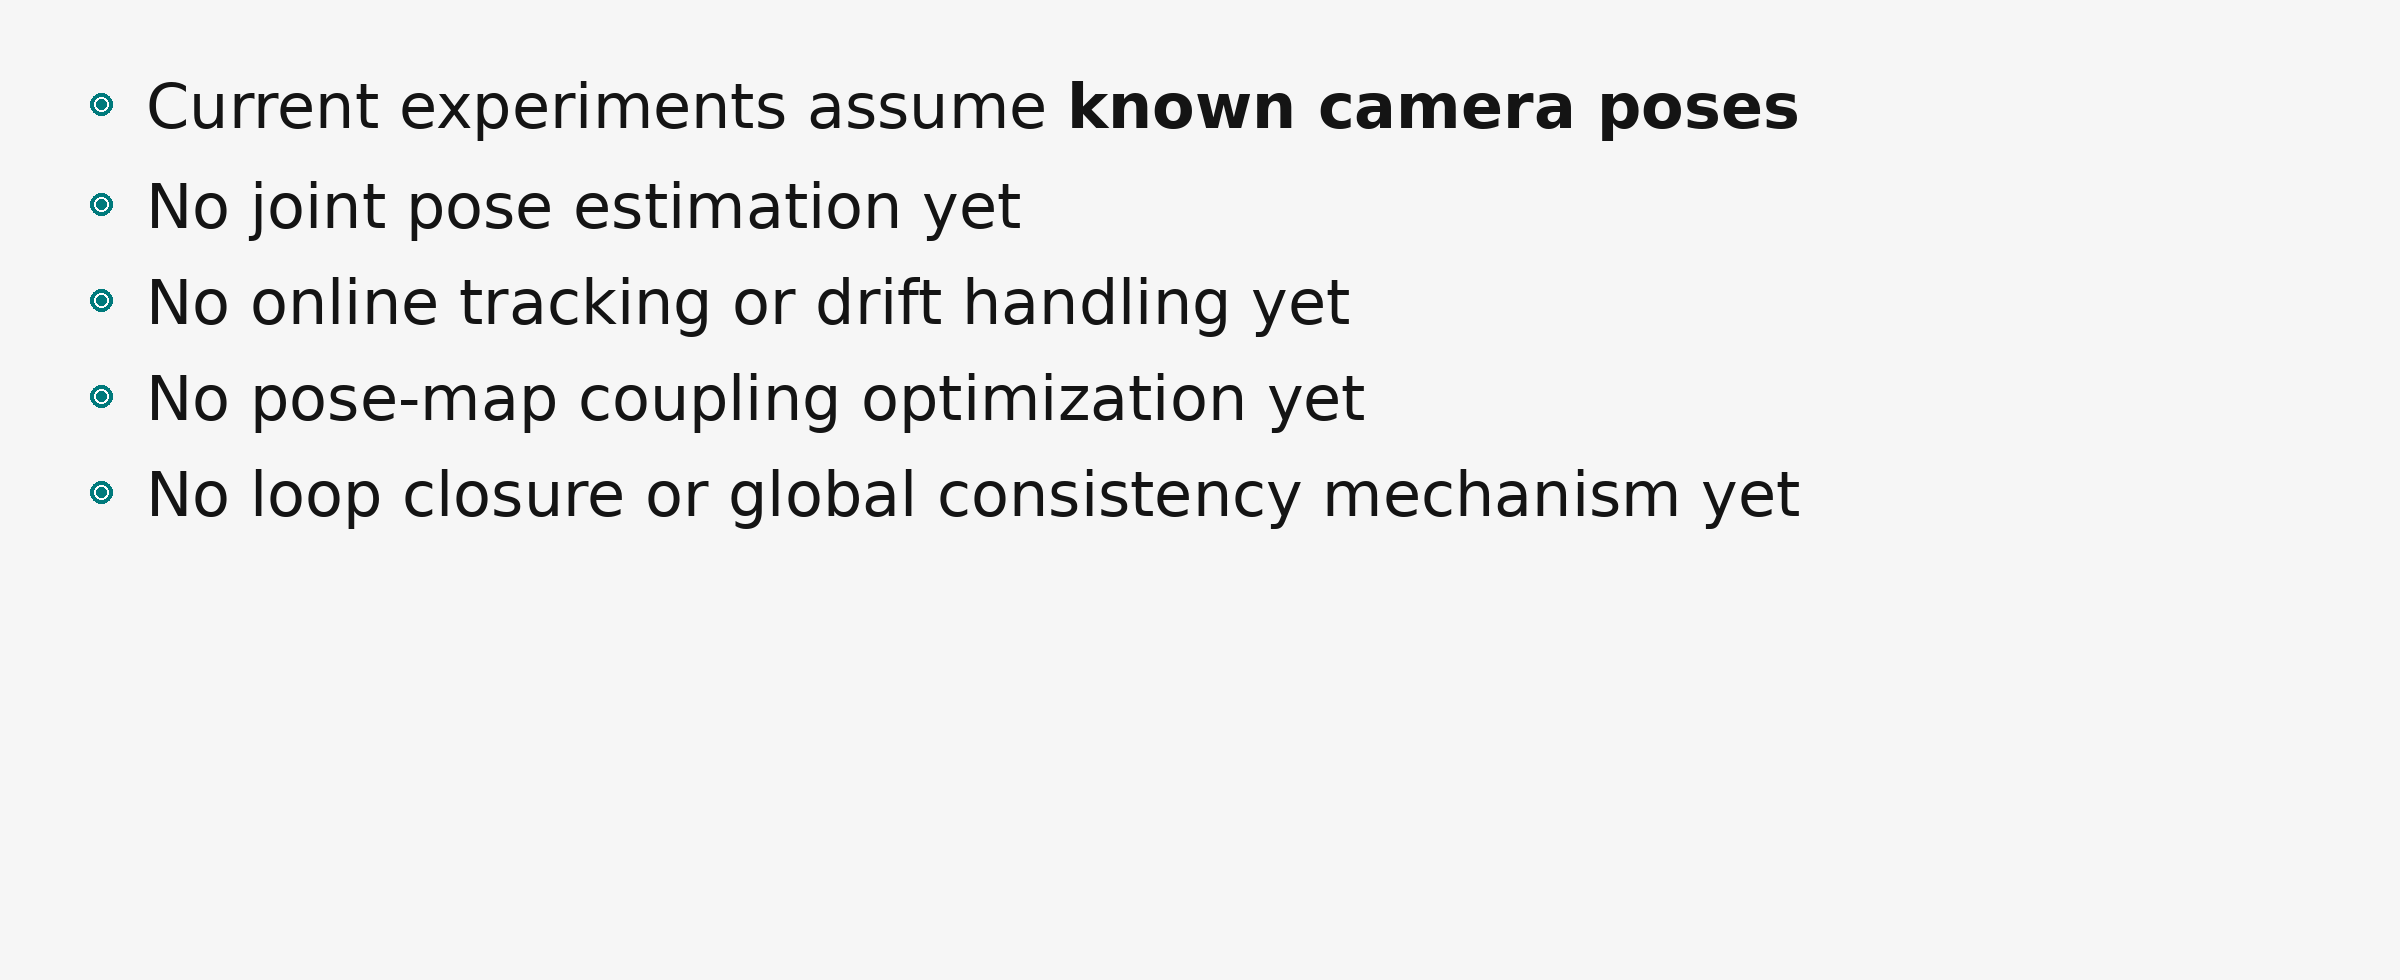 Current experiments assume known camera poses
No joint pose estimation yet
No online tracking or drift handling yet
No pose-map coupling optimization yet
No loop closure or global consistency mechanism yet